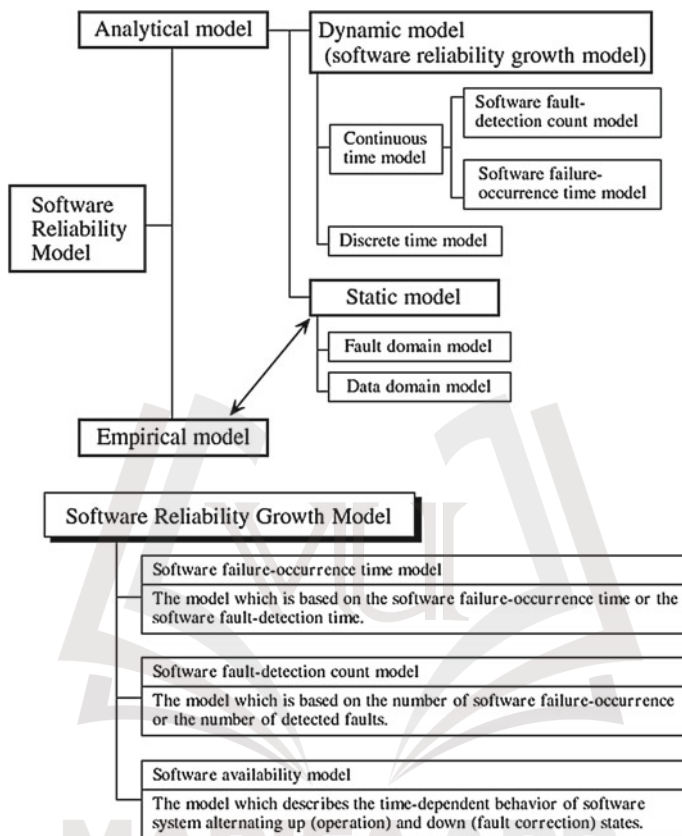 Analytical model
Dynamic model
(software reliability growth model)
Software fault-
detection count model
Continuous
time model
Software failure-
occurrence time model
Software
Reliability
Model
Discrete time model
Static model
Fault domain model
Data domain model
Empirical model
Software Reliability Growth Model
Software failure-occurrence time model
The model which is based on the software failure-occurrence time or the
software fault-detection time.
Software fault-detection count model
The model which is based on the number of software failure-occurrence
or the number of detected faults.
Software availability model
The model which describes the time-dependent behavior of software
system alternating up (operation) and down (fault correction) states.